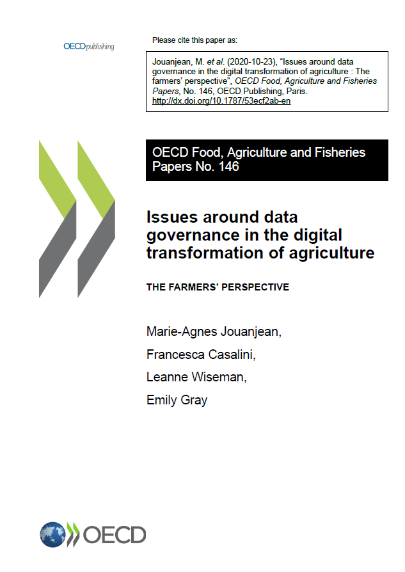 OECDpublishing
Please cite this paper as:
Jouanjean, M. et al. (2020-10-23), “Issues around data
governance in the digital transformation of agriculture : The
farmers’ perspective”, OECD Food, Agriculture and Fisheries
Papers, No. 146, OECD Publishing, Paris.
http://dx.doi.org/10.1787/53ecf2ab-en
OECD Food, Agriculture and Fisheries
Papers No. 146
Issues around data
governance in the digital
transformation of agriculture
THE FARMERS’ PERSPECTIVE
Marie-Agnes Jouanjean,
Francesca Casalini,
Leanne Wiseman,
Emily Gray
OECD